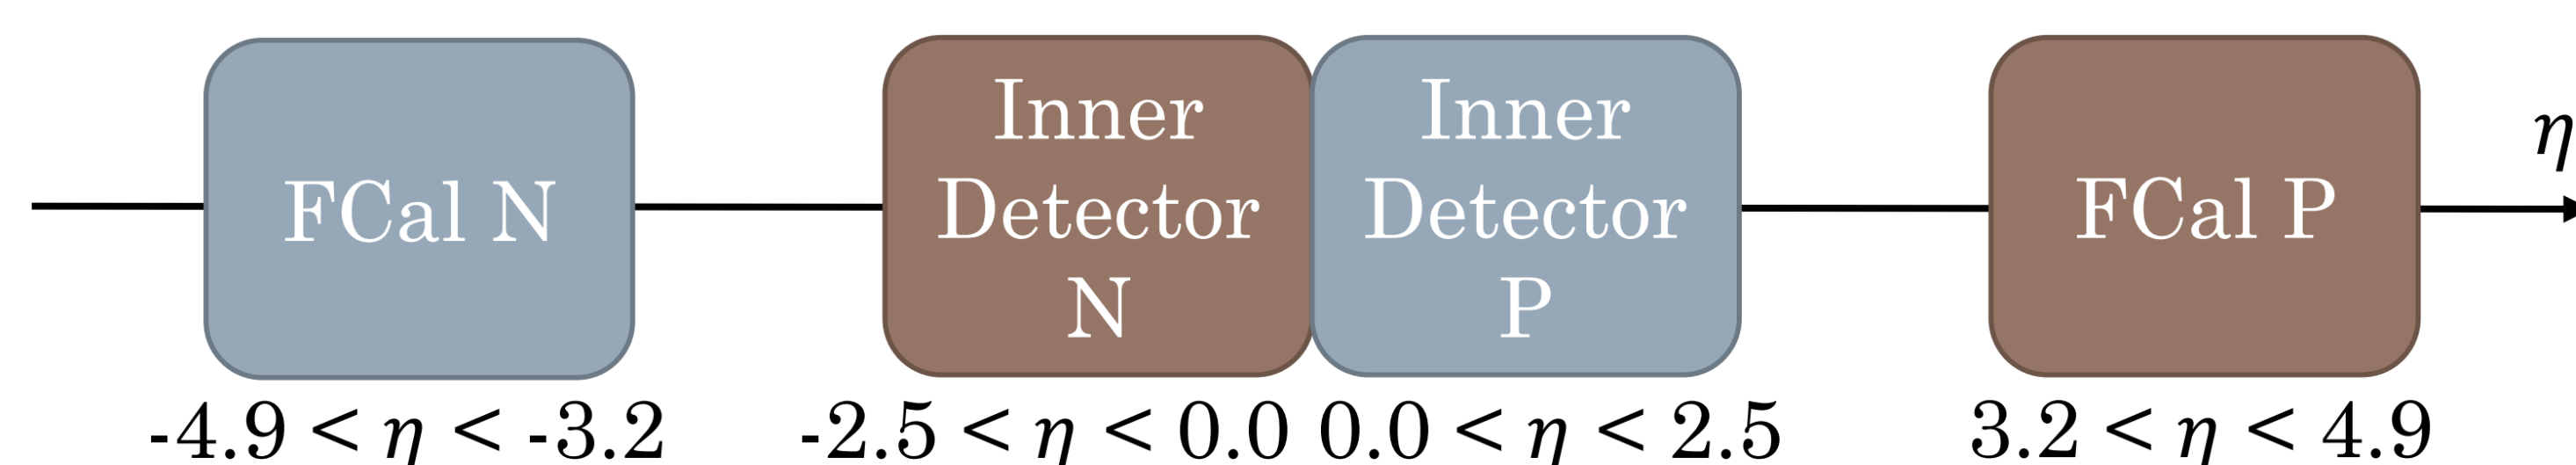 FCal N
Inner
Detector
N
Inner
Detector
P
FCal P
η
-4.9 < η < -3.2
-2.5 < η < 0.0
0.0 < η < 2.5
3.2 < η < 4.9